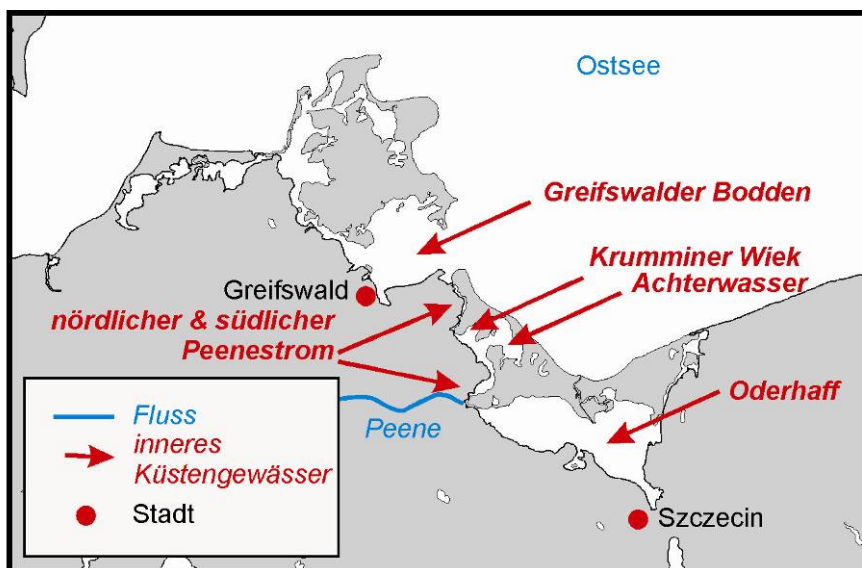 Ostsee
Greifswalder Bodden
Krumminer Wiek
Achterwasser
Greifswald
nördlicher & südlicher
Peenestrom
Oderhaff
Peene
Fluss
inneres
Küstengewässer
Stadt
Szczecin